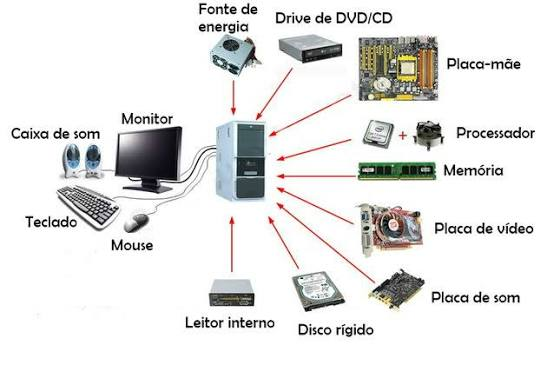 Fonte de
energia
Drive de DVD/CD
Placa-mãe
Monitor
Caixa de som
+
Processador
Memória
Teclado
Mouse
Placa de vídeo
Placa de som
Leitor interno
Disco rígido